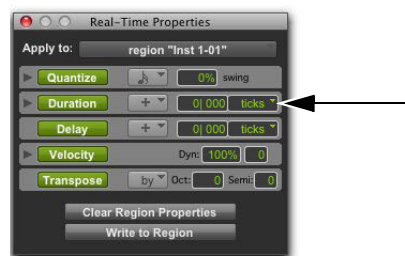 Real-Time Properties
Apply to: region "Inst 1-01"
Quantize 0% swing
Duration + 0| 000 ticks
Delay + 0| 000 ticks
Velocity Dyn: 100% 0
Transpose by Oct: 0 Semi: 0
Clear Region Properties
Write to Region